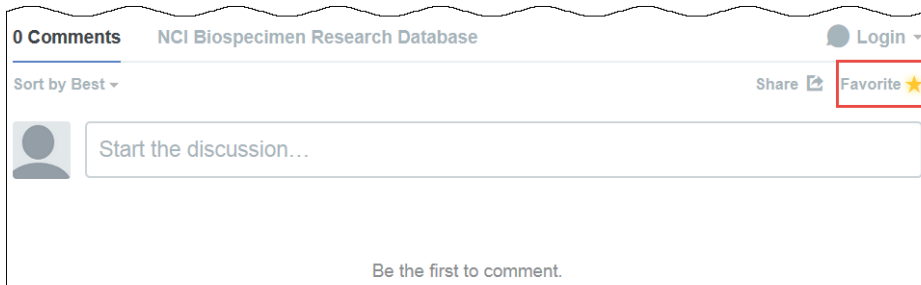 0 Comments NCI Biospecimen Research Database Login
Sort by Best Share Favorite
Start the discussion…
Be the first to comment.